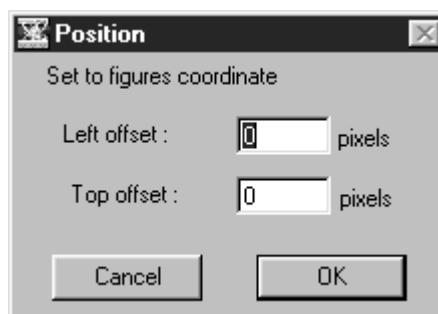 Position
Set to figures coordinate
Left offset : 0 pixels
Top offset : 0 pixels
Cancel OK